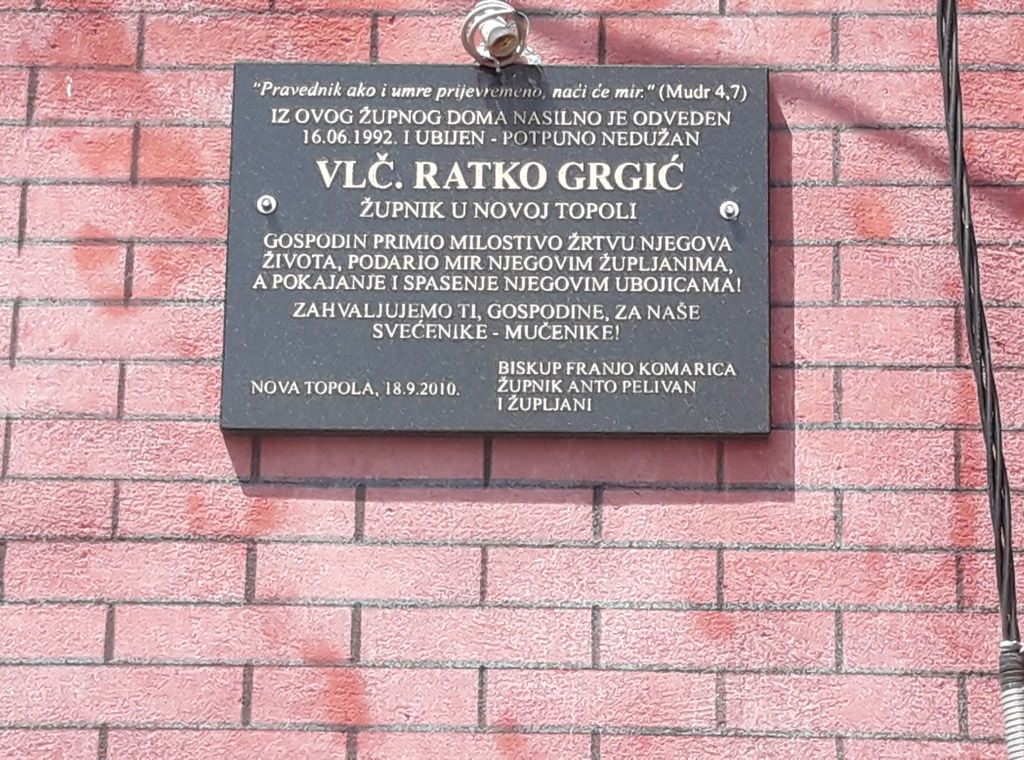 "Pravednik ako i umre prijevremeno, naći će mir." (Mudr 4,7)
IZ OVOG ŽUPNOG DOMA NASILNO JE ODVEDEN
16.06.1992. I UBIJEN - POTPUNO NEDUŽAN
VLČ. RATKO GRGIĆ
ŽUPNIK U NOVOJ TOPOLI
GOSPODIN PRIMIO MILOSTIVO ŽRTVU NJEGOVA
ŽIVOTA, PODARIO MIR NJEGOVIM ŽUPLJANIMA,
A POKAJANJE I SPASENJE NJEGOVIM UBOJICAMA!
ZAHVALJUJEMO TI, GOSPODINE, ZA NAŠE
SVEĆENIKE - MUČENIKE!
NOVA TOPOLA, 18.9.2010.
BISKUP FRANJO KOMARICA
ŽUPNIK ANTO PELIVAN
I ŽUPLJANI